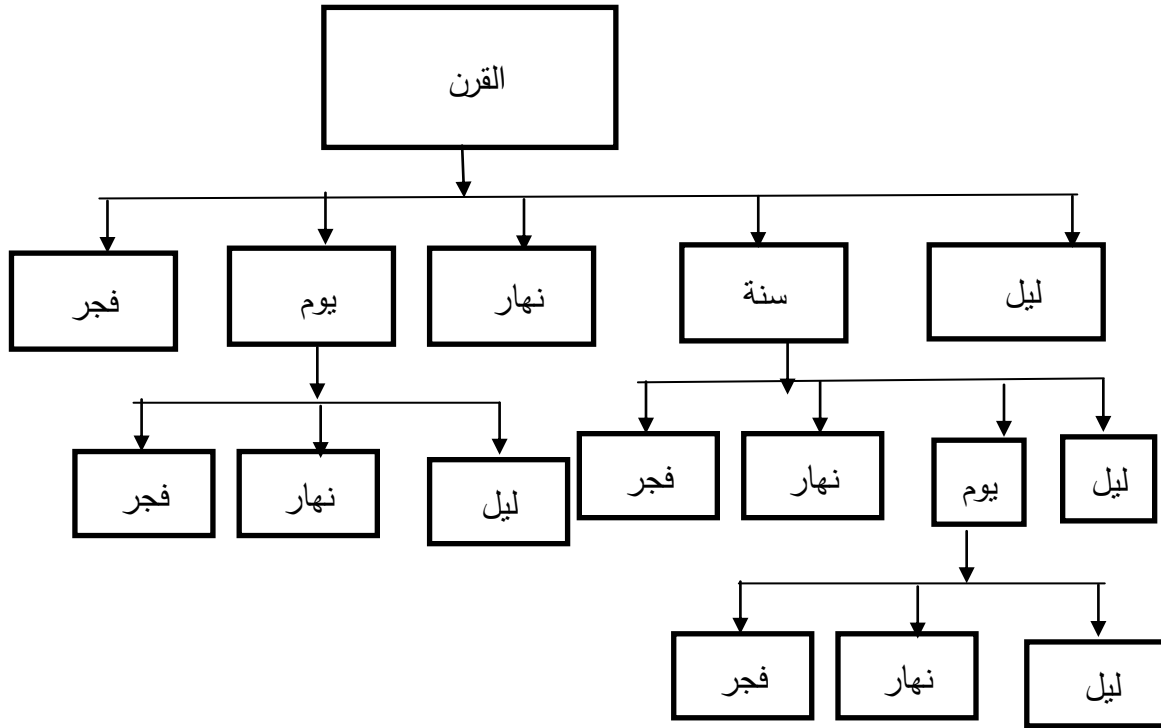 القرن
ليل
سنة
نهار
يوم
فجر
ليل
يوم
نهار
فجر
ليل
نهار
فجر
ليل
نهار
فجر